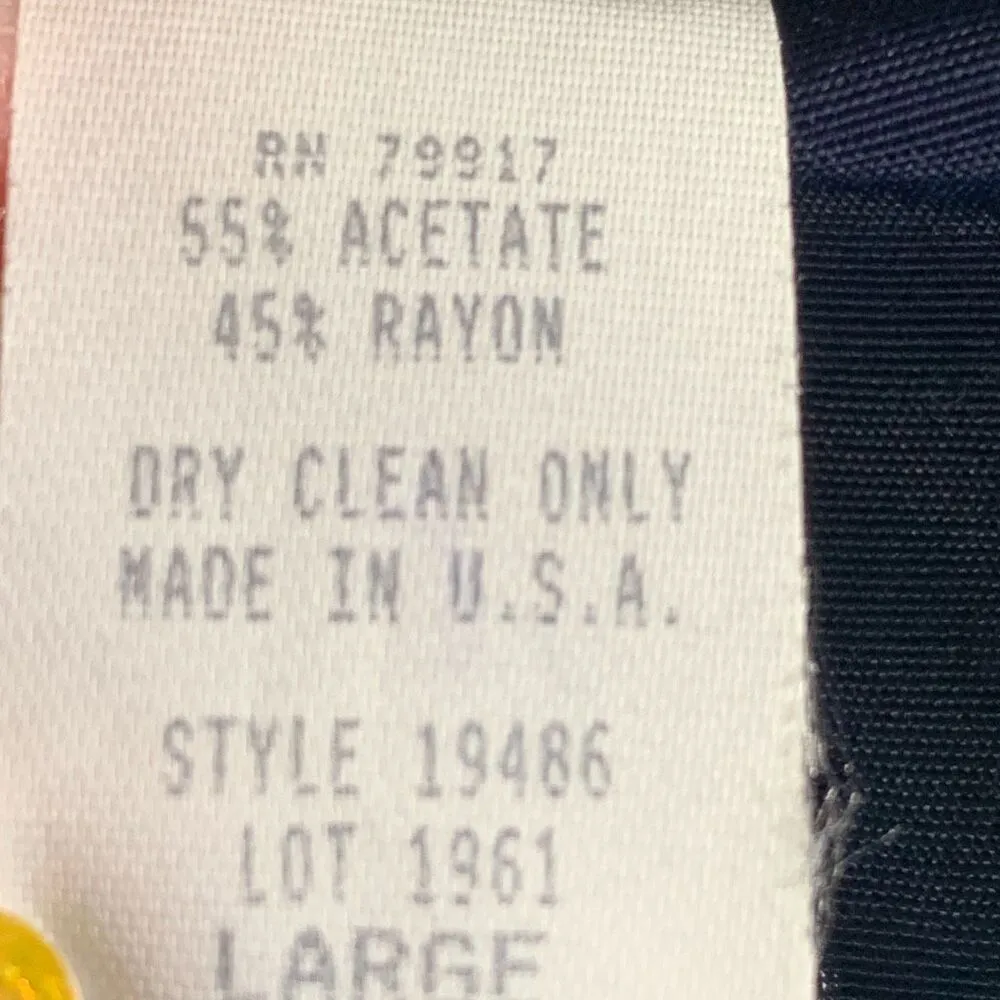 RN 79917
55% ACETATE
45% RAYON
DRY CLEAN ONLY
MADE IN U.S.A.
STYLE 19486
LOT 1961
LARGE